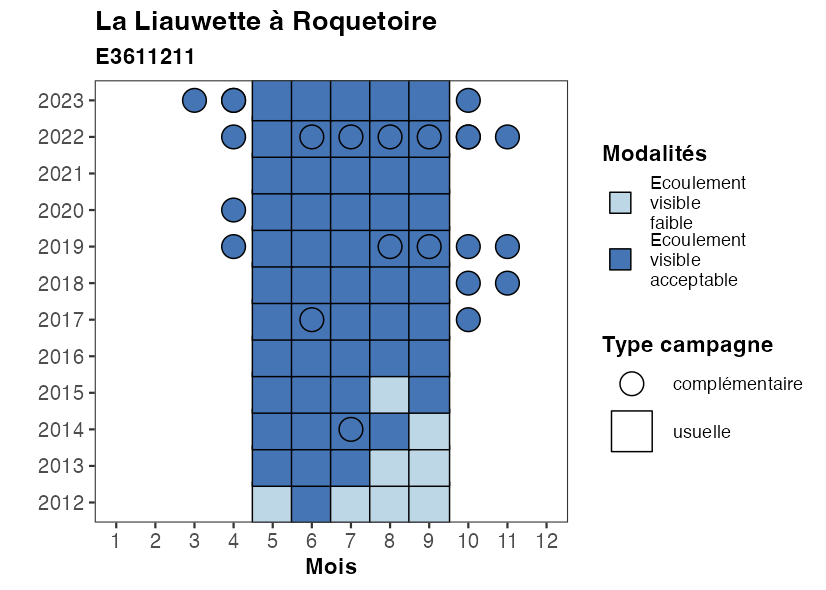 La Liauwette à Roquetoire
E3611211
2023
2022
2021
2020
2019
2018
2017
2016
2015
2014
2013
2012
1 2 3 4 5 6 7 8 9 10 11 12
Mois
Modalités
Ecoulement
visible
faible
Ecoulement
visible
acceptable
Type campagne
complémentaire
usuelle